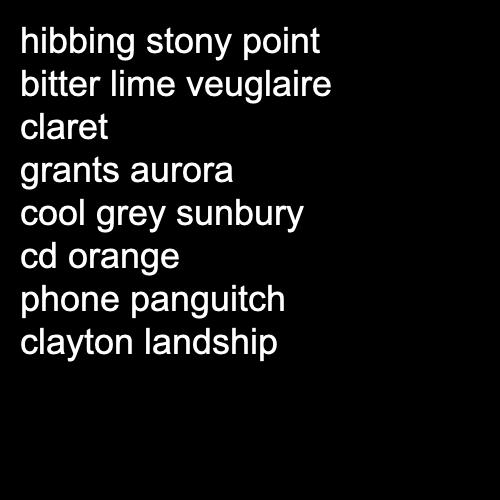 hibbing stony point
bitter lime veuglaire
claret
grants aurora
cool grey sunbury
cd orange
phone panguitch
clayton landship